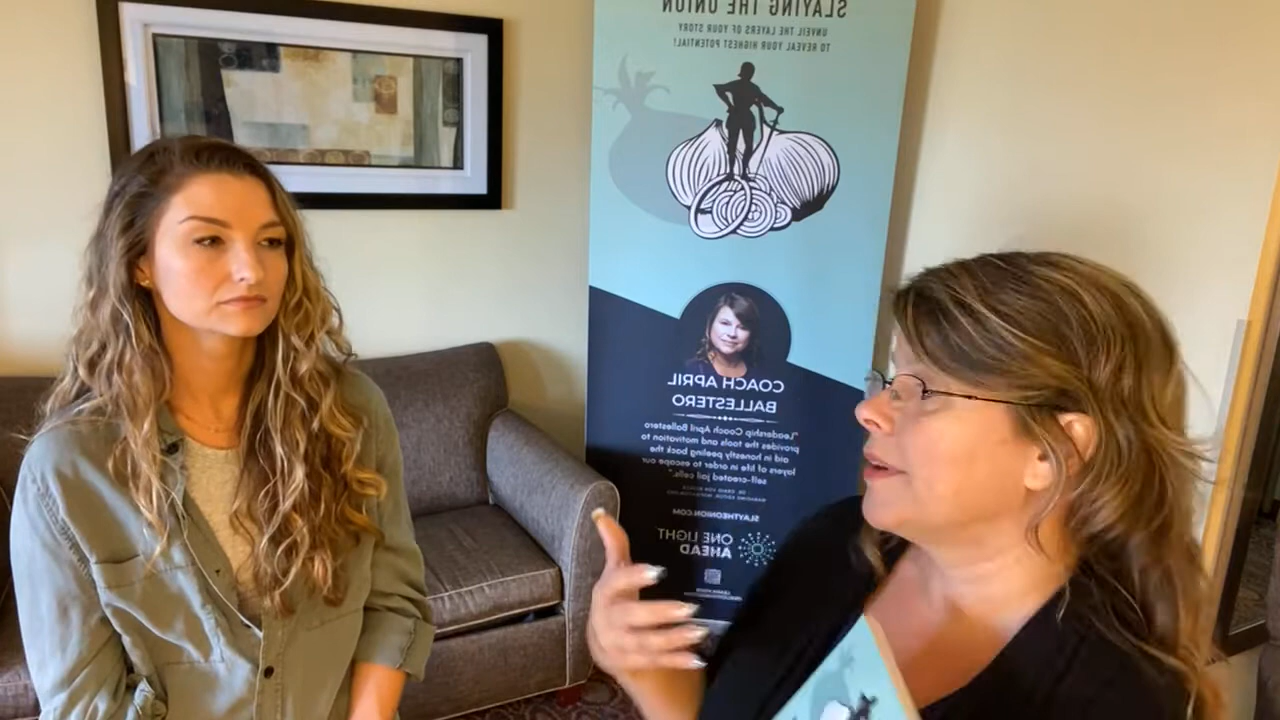 SLAYING THE ONION
UNVEIL THE LAYERS OF YOUR STORY
TO REVEAL YOUR HIGHEST POTENTIAL!
COACH APRIL
BALLESTERO
"Leadership Coach April Ballestero
provides the tools and motivation to
aid in honestly peeling back the
layers of life in order to escape our
self-created jail cells."
SLAYTHEONION.COM
ONE LIGHT
AHEAD